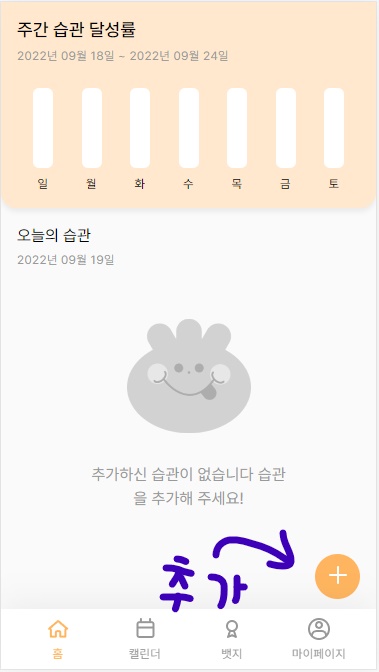 주간 습관 달성률
2022년 09월 18일 - 2022년 09월 24일
일 월 화 수 목 금 토
오늘의 습관
2022년 09월 19일
추가하신 습관이 없습니다 습관
을 추가해 주세요!
추가
홈 캘린더 뱃지 마이페이지